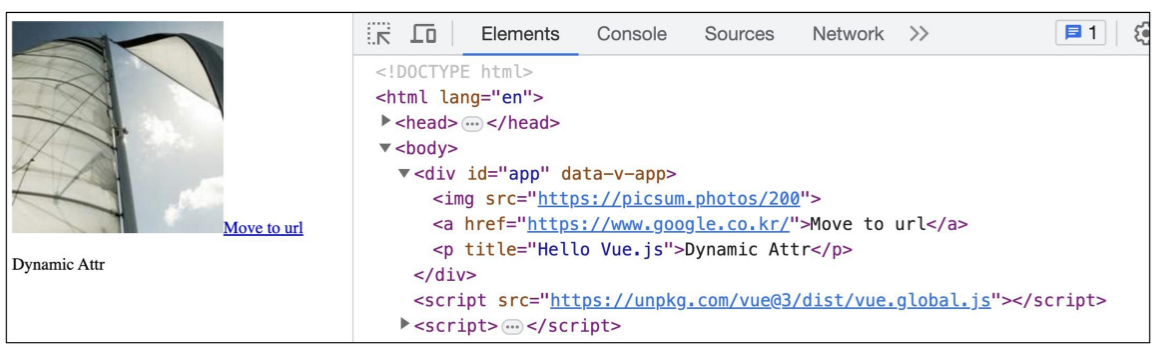 Move to url
Dynamic Attr
Elements Console Sources Network >> 1
<!DOCTYPE html>
<html lang="en">
<head> ... </head>
<body>
<div id="app" data-v-app>
<img src="https://picsum.photos/200">
<a href="https://www.google.co.kr/">Move to url</a>
<p title="Hello Vue.js">Dynamic Attr</p>
</div>
<script src="https://unpkg.com/vue@3/dist/vue.global.js"></script>
<script> ... </script>